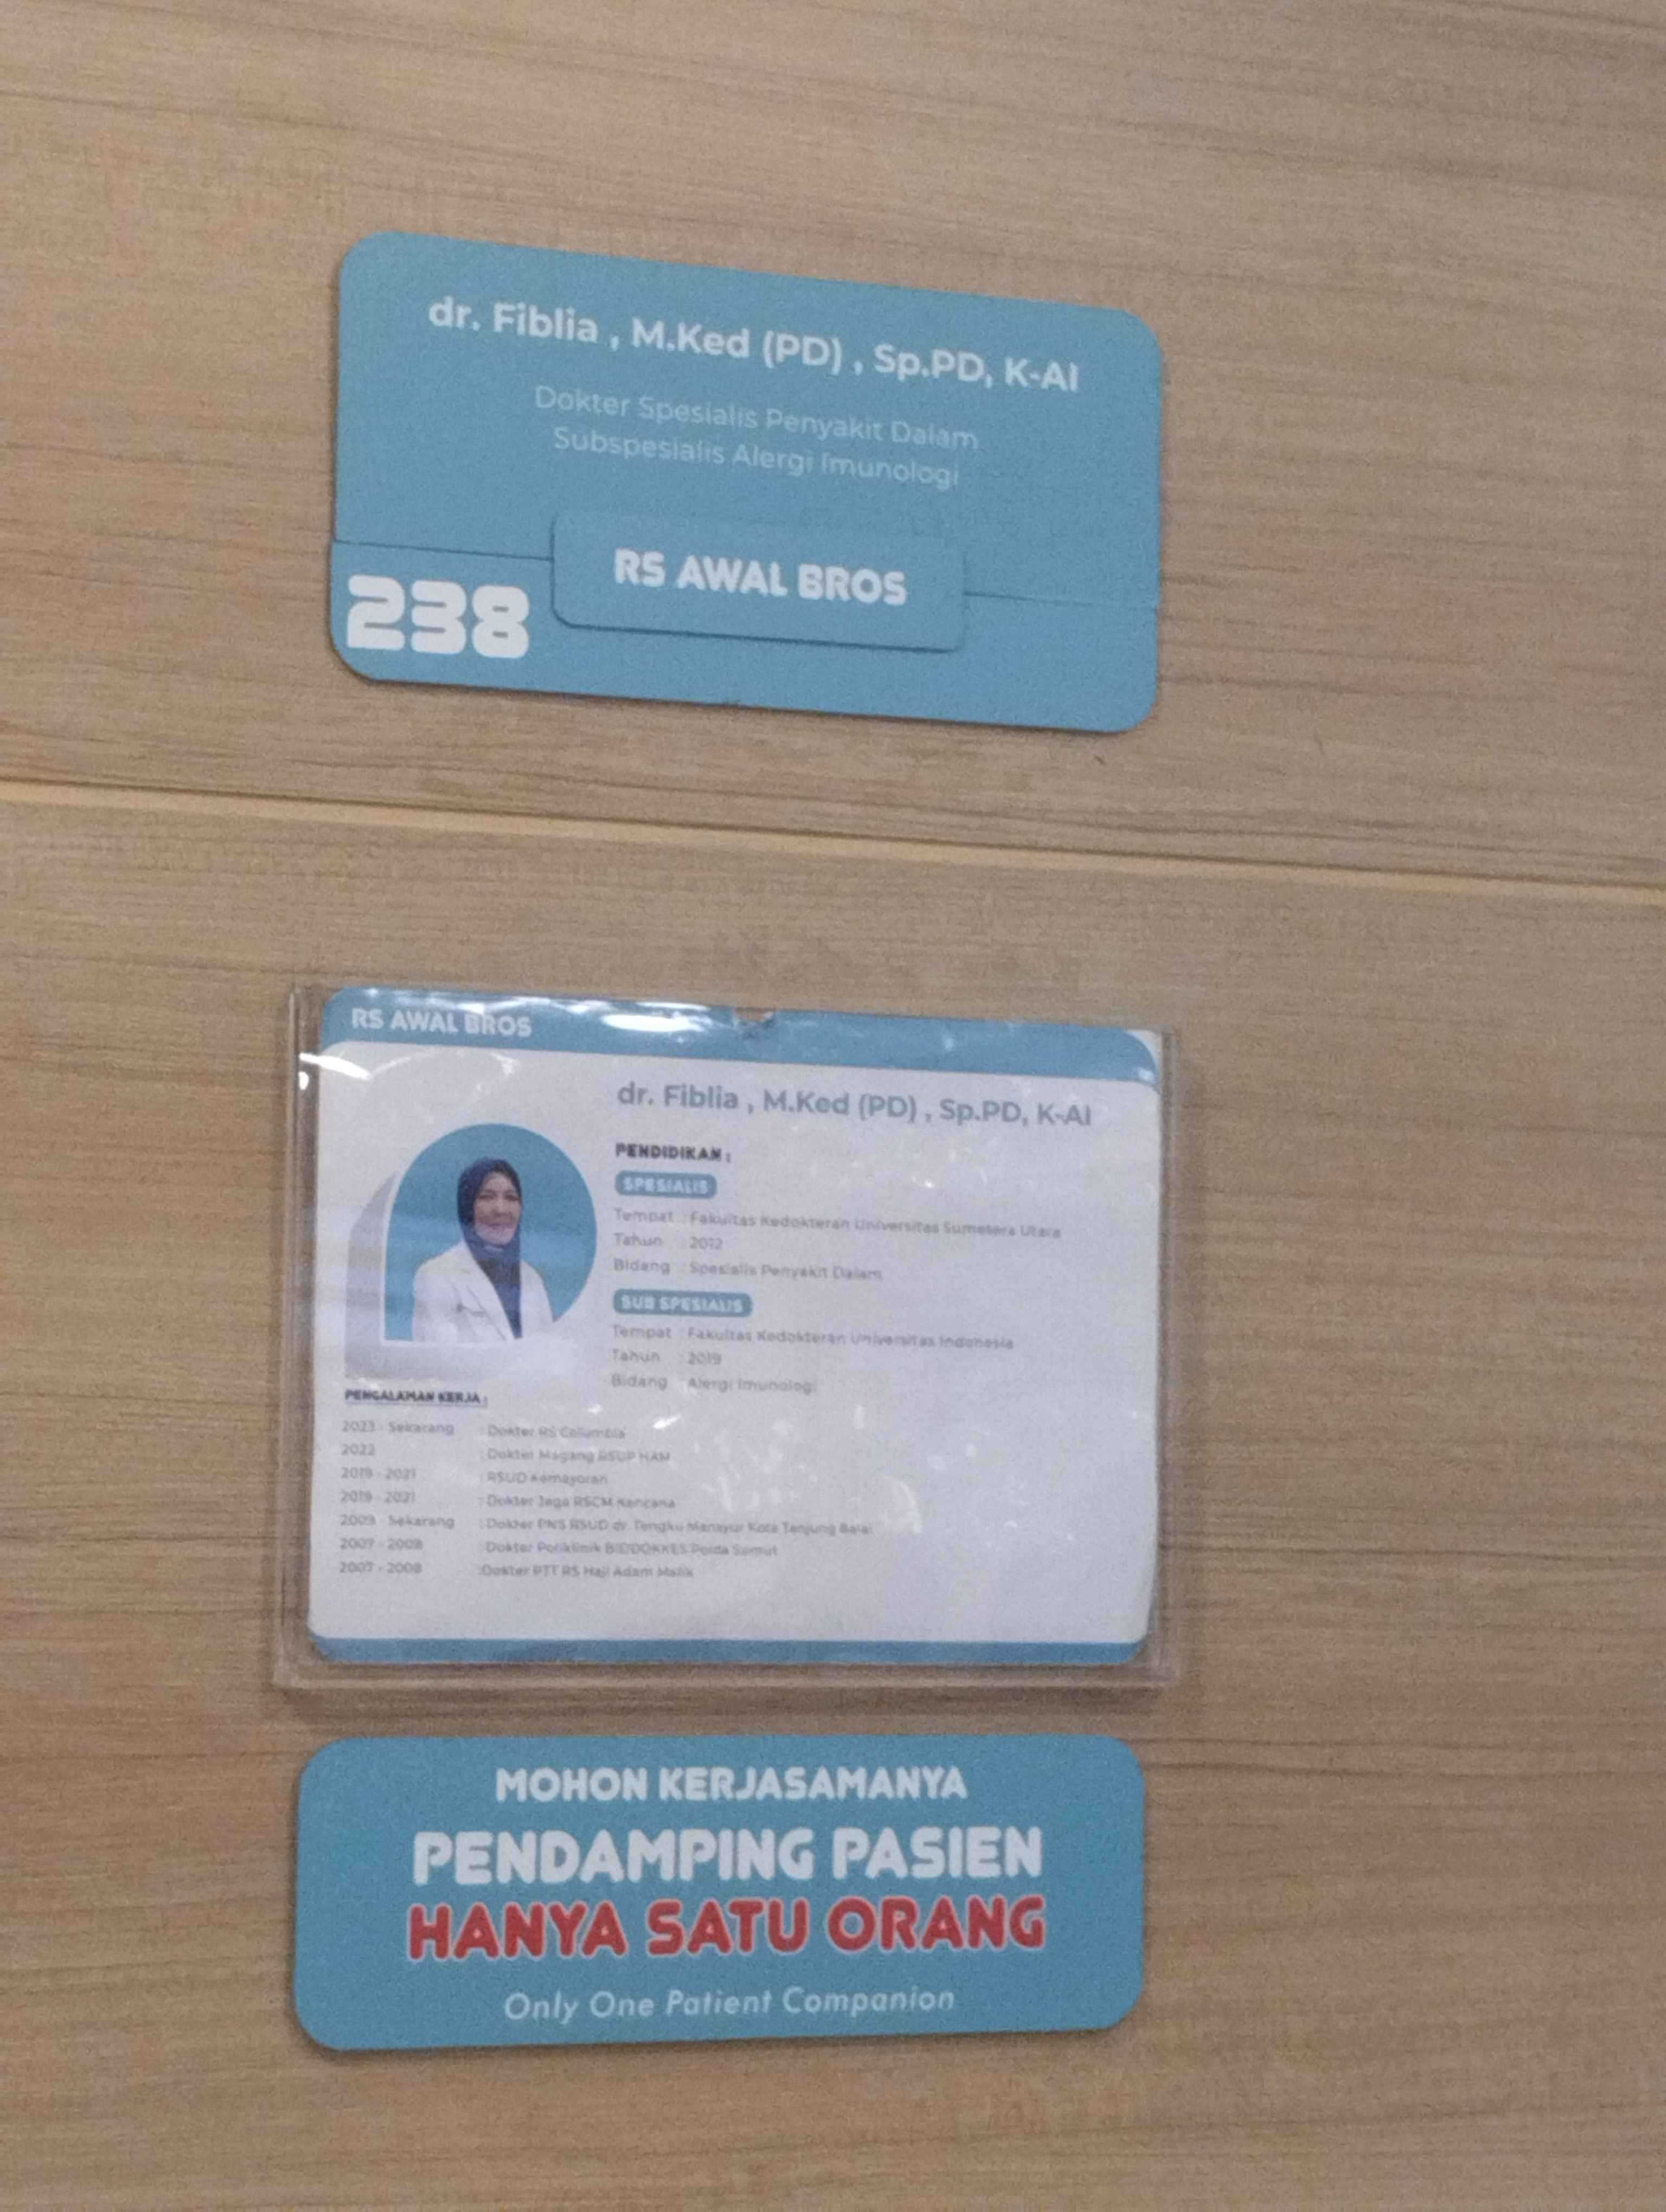 dr. Fiblia , M.Ked (PD) , Sp.PD, K-AI
Dokter Spesialis Penyakit Dalam
Subspesialis Alergi Imunologi
RS AWAL BROS
238
RS AWAL BROS
dr. Fiblia , M.Ked (PD) , Sp.PD, K-AI
PENDIDIKAN :
SPESIALIS
Tempat : Fakultas Kedokteran Universitas Sumatera Utara
Tahun : 2012
Bidang : Spesialis Penyakit Dalam
SUB SPESIALIS
Tempat : Fakultas Kedokteran Universitas Indonesia
Tahun : 2019
Bidang : Alergi Imunologi
PENGALAMAN KERJA :
2023 - Sekarang : Dokter RS Columbia
2022 : Dokter Magang RSUP HAM
2019 - 2021 : RSUD Kemayoran
2019 - 2021 : Dokter Jaga RSCM Kencana
2009 - Sekarang : Dokter PNS RSUD dr. Tengku Mansyur Kota Tanjung Balai
2007 - 2008 : Dokter Poliklinik BIDDOKKES Polda Sumut
2007 - 2008 : Dokter PTT RS Haji Adam Malik
MOHON KERJASAMANYA
PENDAMPING PASIEN
HANYA SATU ORANG
Only One Patient Companion